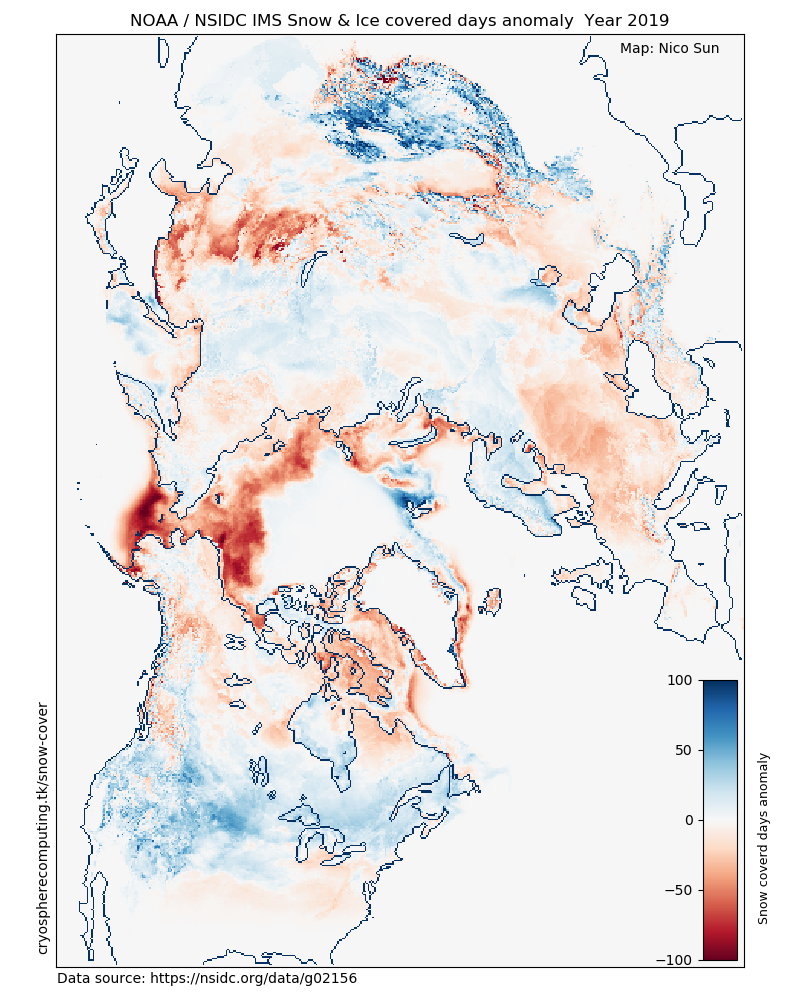 NOAA / NSIDC IMS Snow & Ice covered days anomaly  Year 2019
Map: Nico Sun
cryospherecomputing.tk/snow-cover
100
50
0
−50
−100
Snow coverd days anomaly
Data source: https://nsidc.org/data/g02156